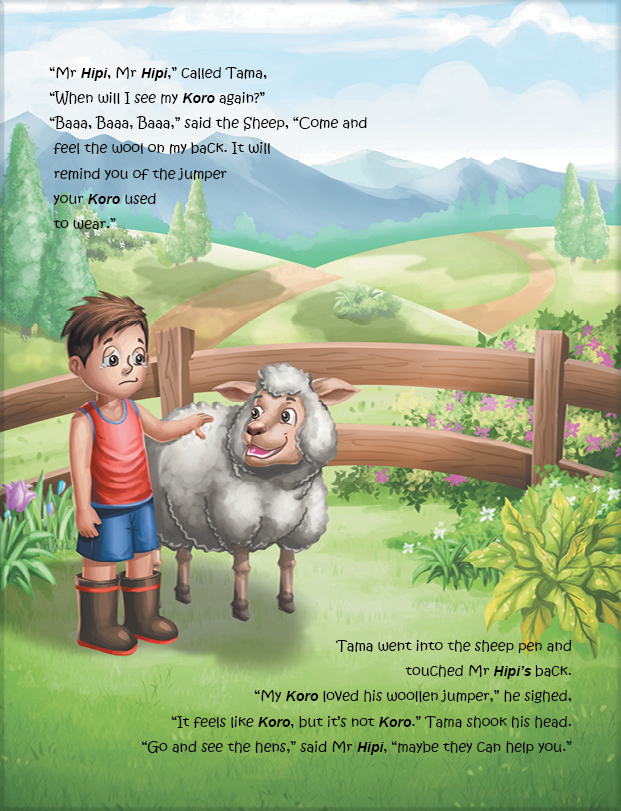 “Mr Hipi, Mr Hipi,” called Tama,
“When will I see my Koro again?”
“Baaa, Baaa, Baaa,” said the Sheep, “Come and
feel the wool on my back. It will
remind you of the jumper
your Koro used
to wear.”
Tama went into the sheep pen and
touched Mr Hipi’s back.
“My Koro loved his woollen jumper,” he sighed,
“It feels like Koro, but it’s not Koro.” Tama shook his head.
“Go and see the hens,” said Mr Hipi, “maybe they can help you.”